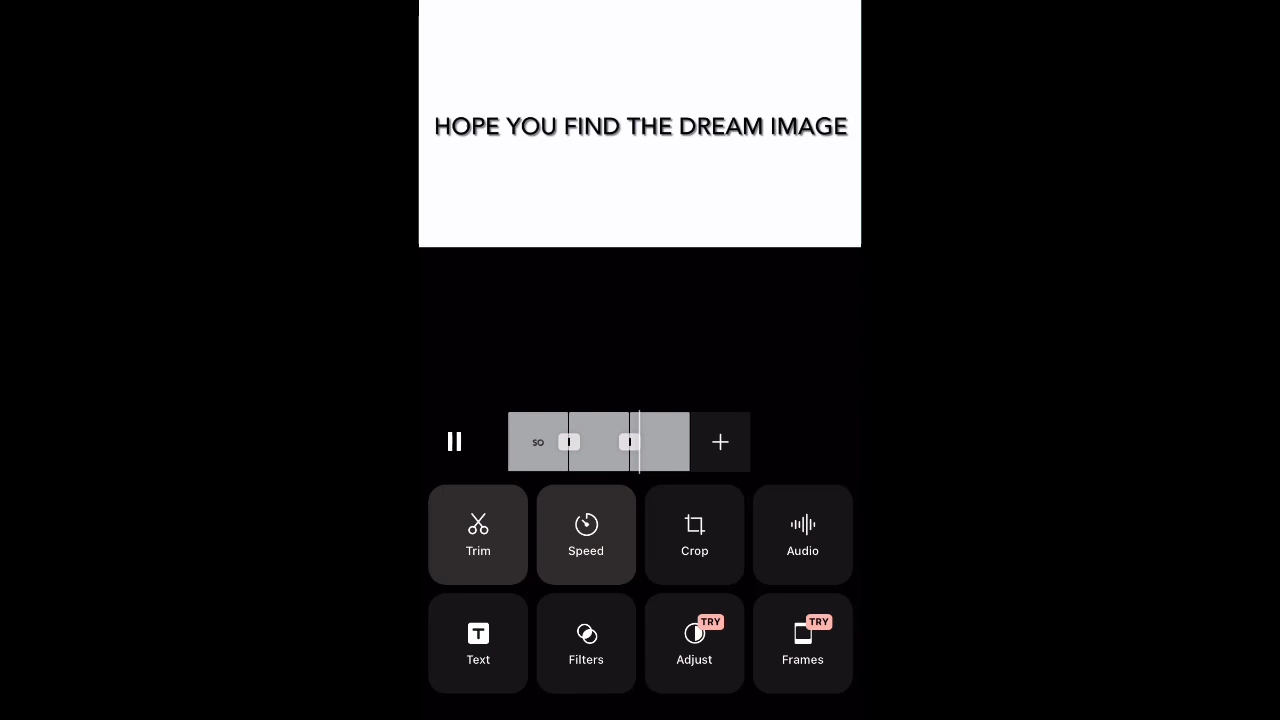 HOPE YOU FIND THE DREAM IMAGE
SO
Trim
Speed
Crop
Audio
Text
Filters
TRY
Adjust
TRY
Frames